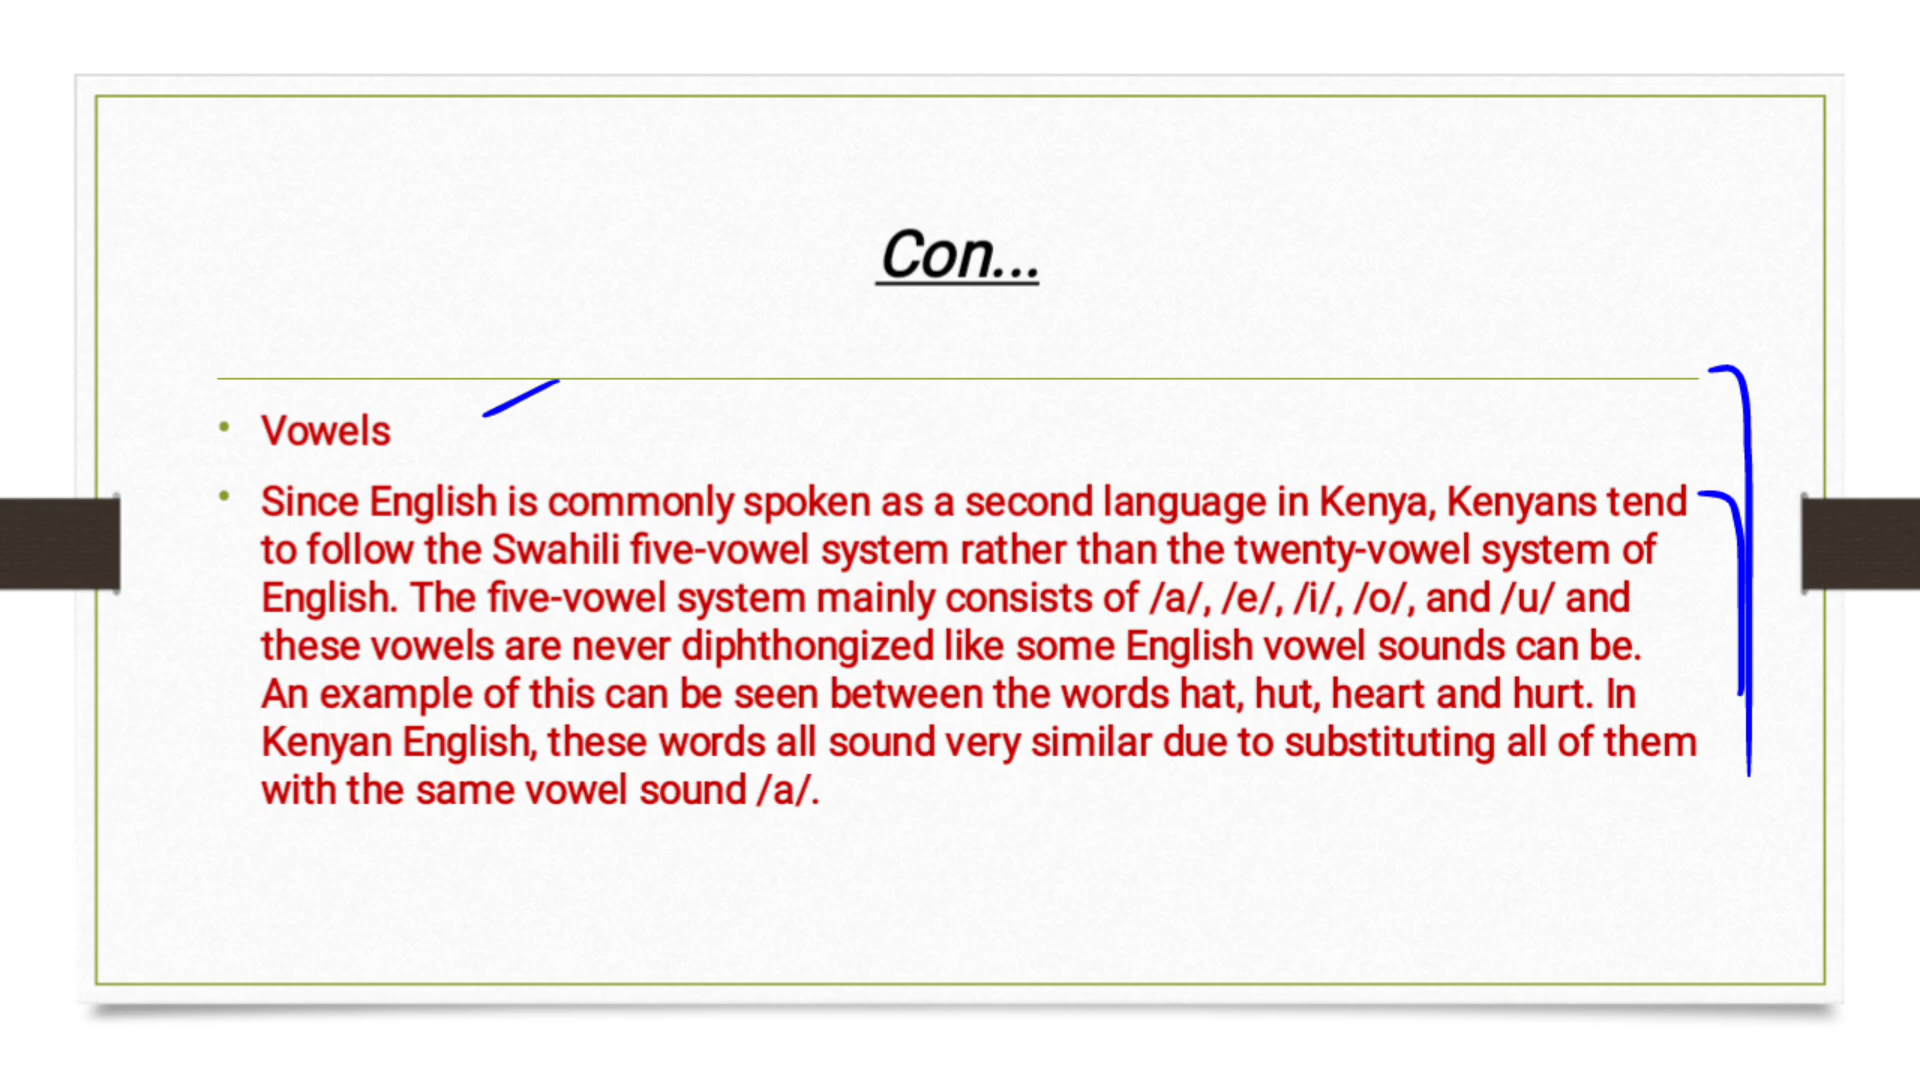 Con...
• Vowels
• Since English is commonly spoken as a second language in Kenya, Kenyans tend
to follow the Swahili five-vowel system rather than the twenty-vowel system of
English. The five-vowel system mainly consists of /a/, /e/, /i/, /o/, and /u/ and
these vowels are never diphthongized like some English vowel sounds can be.
An example of this can be seen between the words hat, hut, heart and hurt. In
Kenyan English, these words all sound very similar due to substituting all of them
with the same vowel sound /a/.